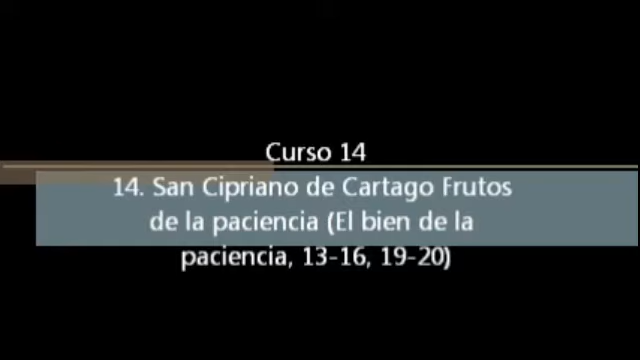 Curso 14
14. San Cipriano de Cartago Frutos
de la paciencia (El bien de la
paciencia, 13-16, 19-20)